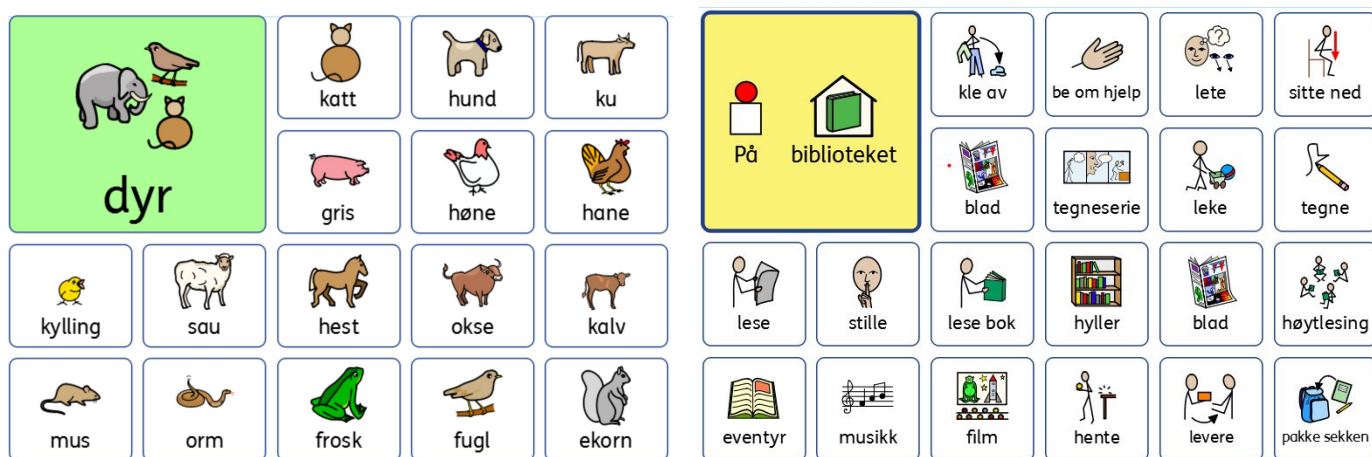 dyr
katt
hund
ku
gris
høne
hane
kylling
sau
hest
okse
kalv
mus
orm
frosk
fugl
ekorn
På biblioteket
kle av
be om hjelp
lete
sitte ned
blad
tegneserie
leke
tegne
lese
stille
lese bok
hyller
blad
høytlesing
eventyr
musikk
film
hente
levere
pakke sekken